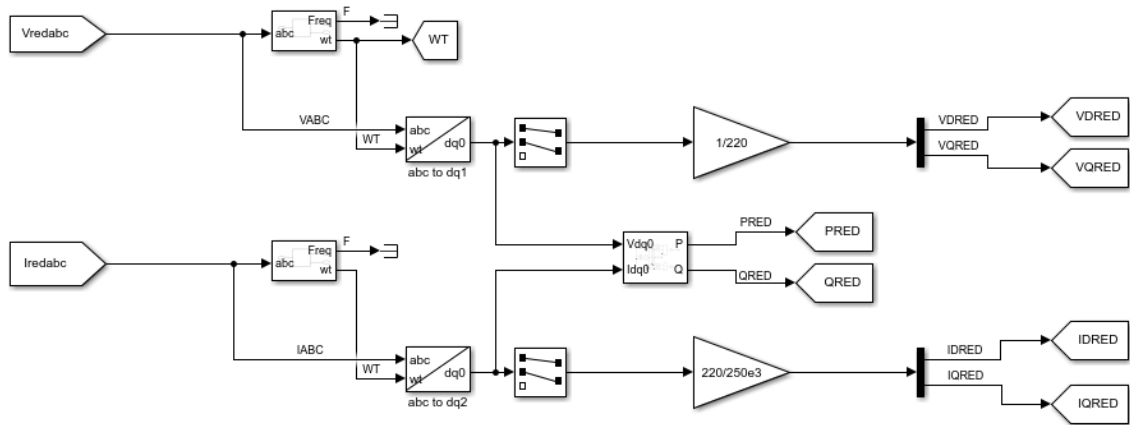 Vredabc
abc
Freq
wt
F
WT
VABC
WT
abc
wt
dq0
abc to dq1
1/220
VDRED
VQRED
VDRED
VQRED
Vdq0
Idq0
P
Q
PRED
QRED
PRED
QRED
Iredabc
abc
Freq
wt
F
IABC
WT
abc
wt
dq0
abc to dq2
220/250e3
IDRED
IQRED
IDRED
IQRED